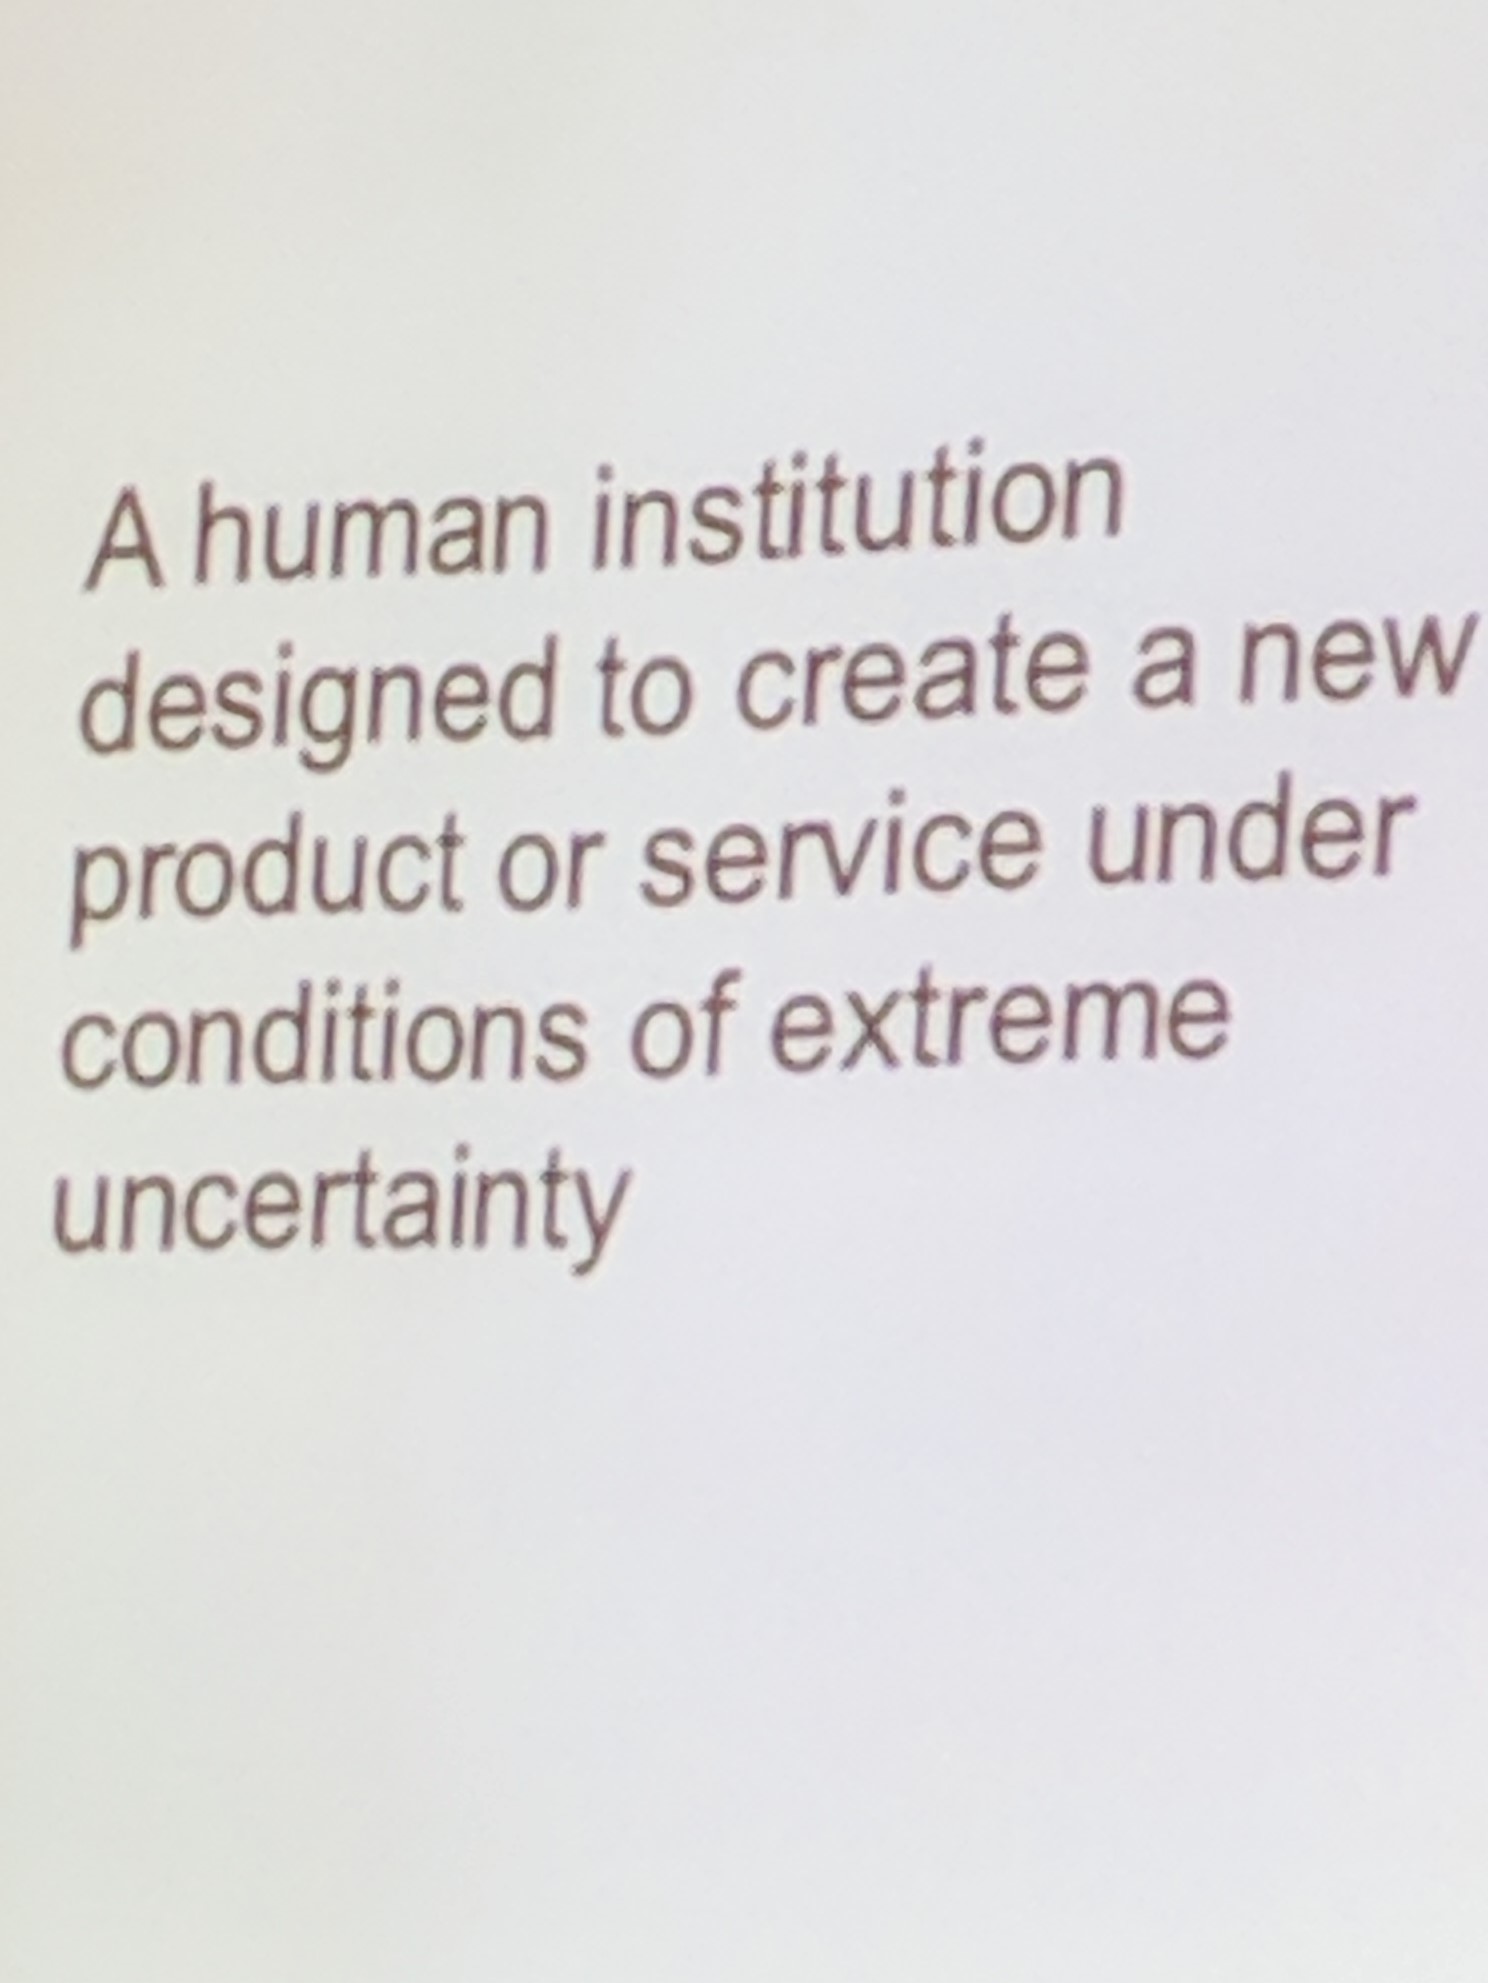 A human institution
designed to create a new
product or service under
conditions of extreme
uncertainty